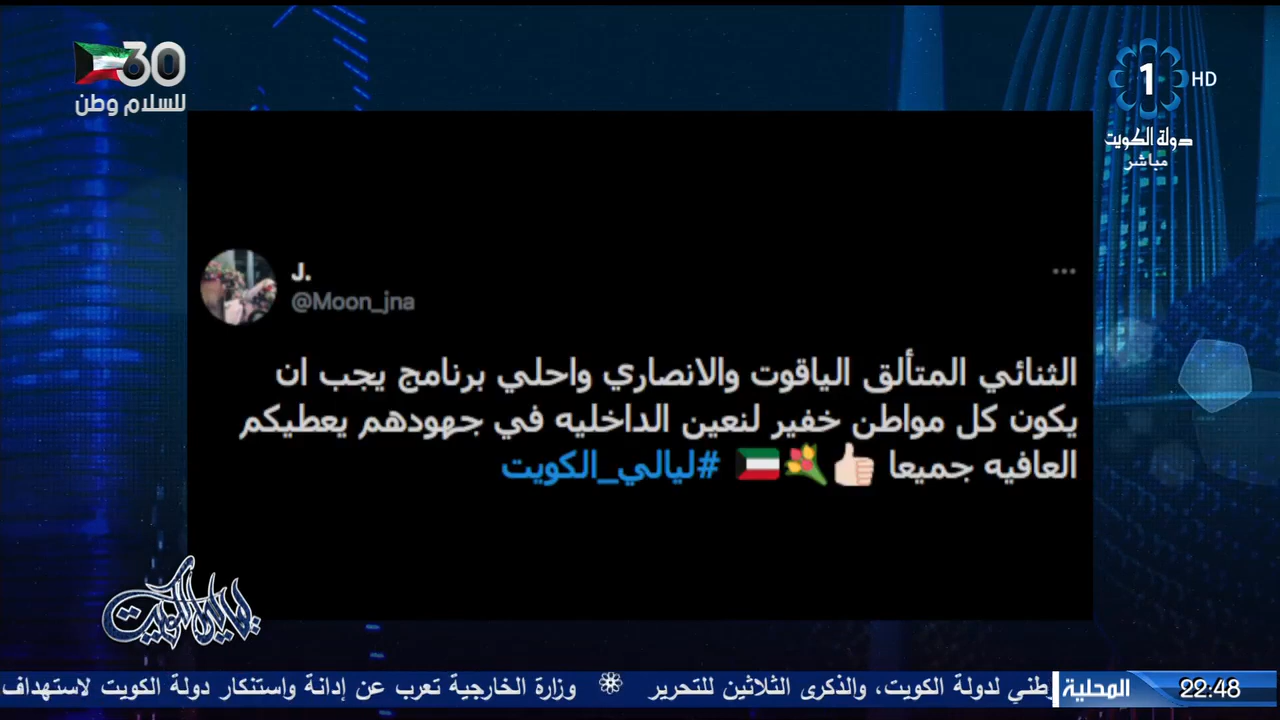 30
للسلام وطن
1 HD
دولة الكويت
مباشر
J.
@Moon_jna
الثنائي المتألق الياقوت والانصاري واحلي برنامج يجب ان
يكون كل مواطن خفير لنعين الداخليه في جهودهم يعطيكم
العافيه جميعا 👍🏻💐🇰🇼 #ليالي_الكويت
ليالي الكويت
22:48 المحلية
وطني لدولة الكويت، والذكرى الثلاثين للتحرير ❁ وزارة الخارجية تعرب عن إدانة واستنكار دولة الكويت لاستهداف